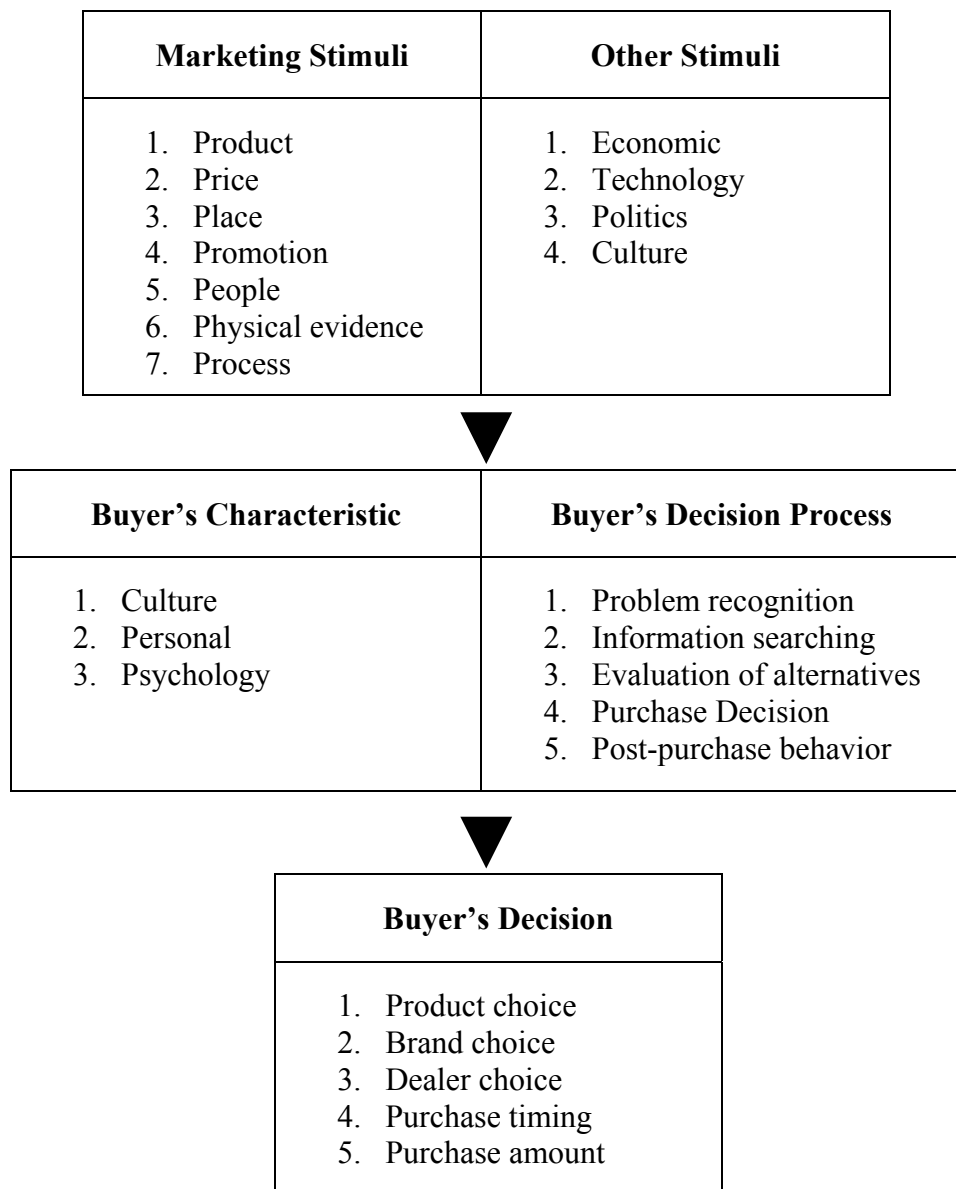 Marketing Stimuli
1. Product
2. Price
3. Place
4. Promotion
5. People
6. Physical evidence
7. Process
Other Stimuli
1. Economic
2. Technology
3. Politics
4. Culture
Buyer’s Characteristic
1. Culture
2. Personal
3. Psychology
Buyer’s Decision Process
1. Problem recognition
2. Information searching
3. Evaluation of alternatives
4. Purchase Decision
5. Post-purchase behavior
Buyer’s Decision
1. Product choice
2. Brand choice
3. Dealer choice
4. Purchase timing
5. Purchase amount